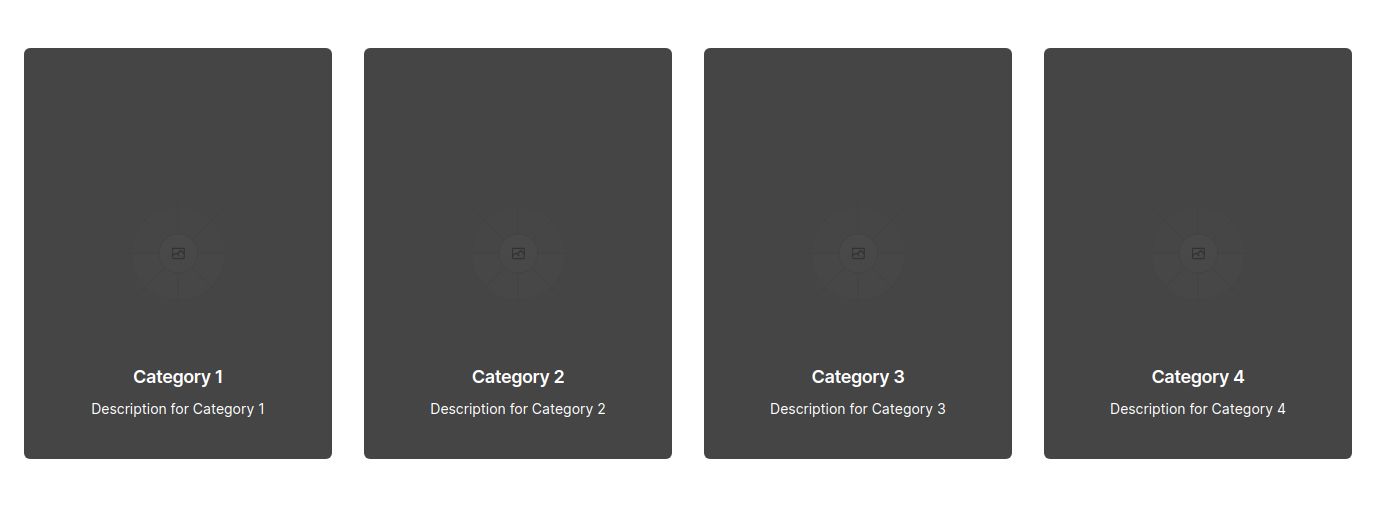 Category 1
Description for Category 1
Category 2
Description for Category 2
Category 3
Description for Category 3
Category 4
Description for Category 4